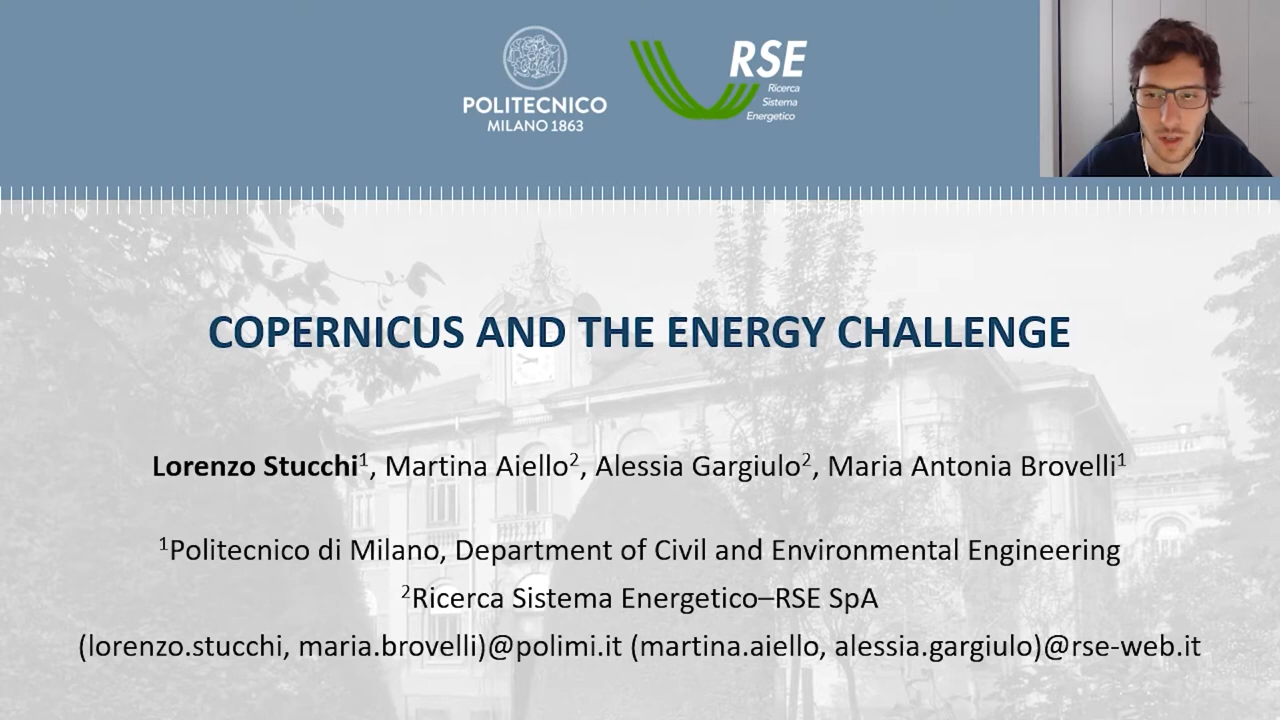 POLITECNICO
MILANO 1863
RSE
Ricerca
Sistema
Energetico
COPERNICUS AND THE ENERGY CHALLENGE
Lorenzo Stucchi¹, Martina Aiello², Alessia Gargiulo², Maria Antonia Brovelli¹
¹Politecnico di Milano, Department of Civil and Environmental Engineering
²Ricerca Sistema Energetico–RSE SpA
(lorenzo.stucchi, maria.brovelli)@polimi.it (martina.aiello, alessia.gargiulo)@rse-web.it